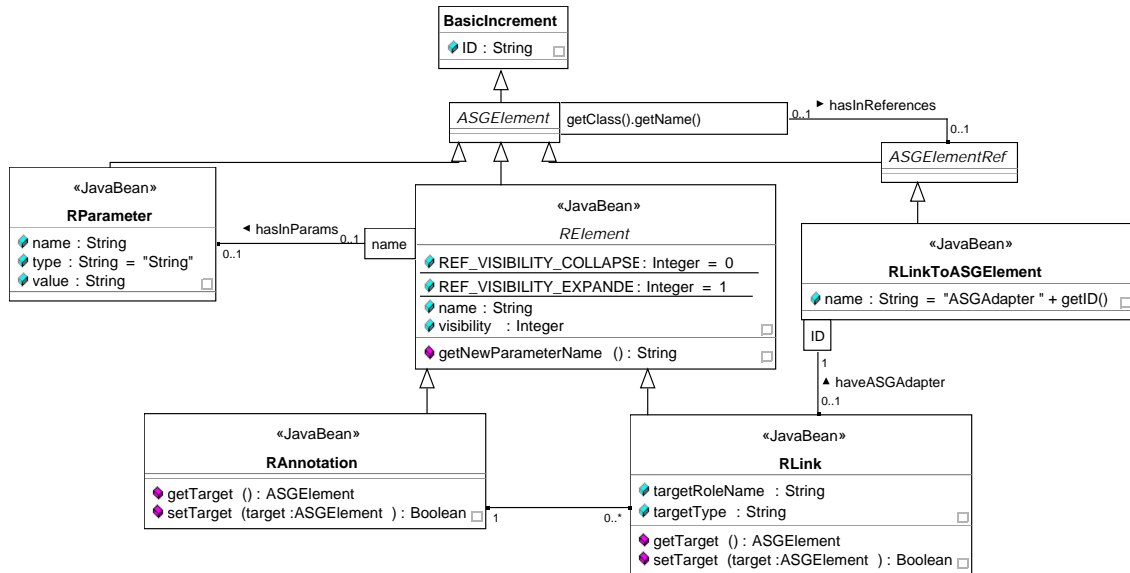 BasicIncrement
ID : String
ASGElement
getClass().getName()
0..1
hasInReferences
0..1
ASGElementRef
«JavaBean»
RParameter
name : String
type : String = "String"
value : String
0..1
hasInParams
0..1
name
«JavaBean»
RElement
REF_VISIBILITY_COLLAPSE: Integer = 0
REF_VISIBILITY_EXPANDE: Integer = 1
name : String
visibility : Integer
getNewParameterName () : String
«JavaBean»
RLinkToASGElement
name : String = "ASGAdapter " + getID()
ID
1
haveASGAdapter
0..1
«JavaBean»
RAnnotation
getTarget () : ASGElement
setTarget (target :ASGElement ) : Boolean
1
0..*
«JavaBean»
RLink
targetRoleName : String
targetType : String
getTarget () : ASGElement
setTarget (target :ASGElement ) : Boolean